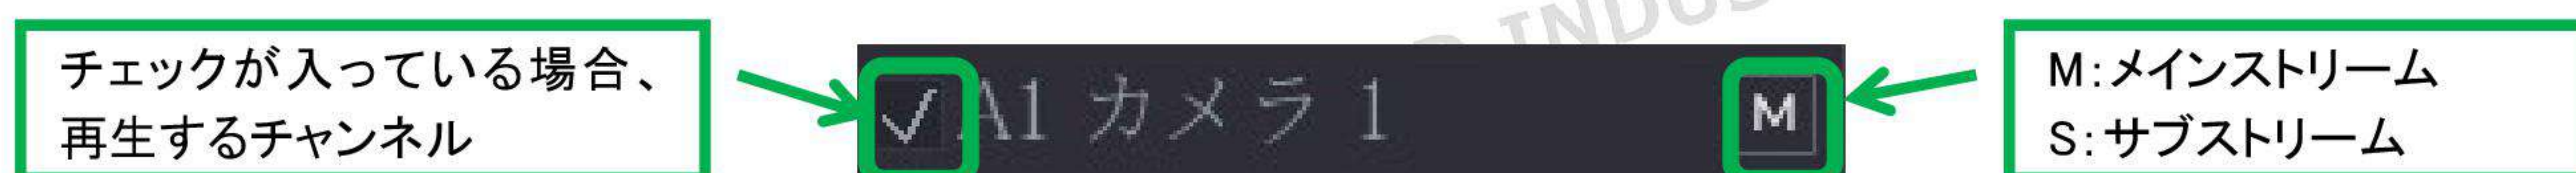 チェックが入っている場合、
再生するチャンネル
A1 カメラ 1
M
M:メインストリーム
S:サブストリーム